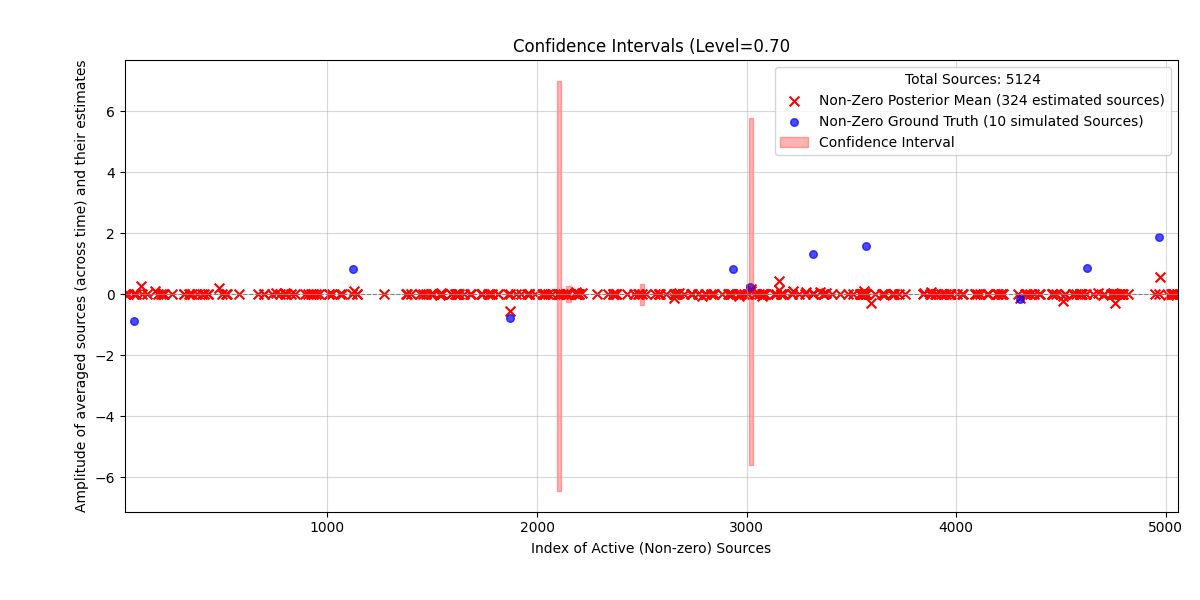 Confidence Intervals (Level=0.70
Amplitude of averaged sources (across time) and their estimates
6
4
2
0
−2
−4
−6
Total Sources: 5124
Non-Zero Posterior Mean (324 estimated sources)
Non-Zero Ground Truth (10 simulated Sources)
Confidence Interval
1000
2000
3000
4000
5000
Index of Active (Non-zero) Sources